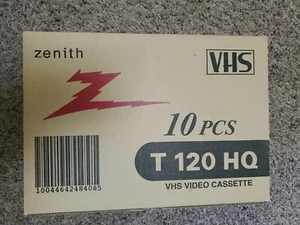 zenith
VHS
10 PCS
T 120 HQ
VHS VIDEO CASSETTE
10044642484085